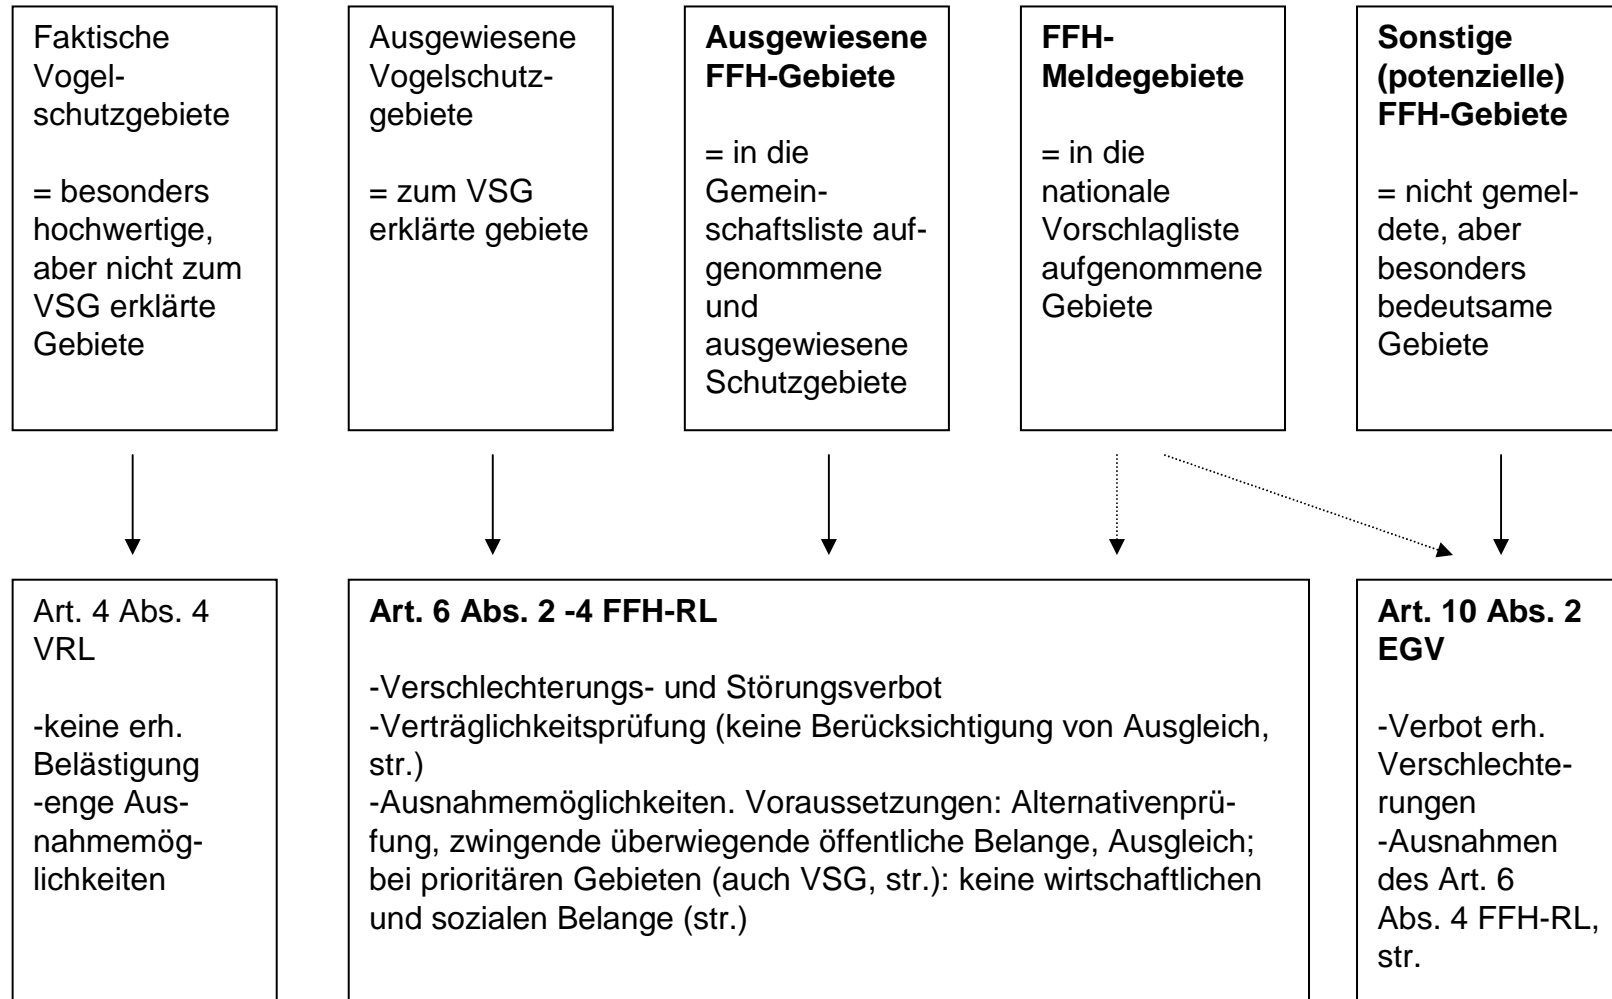 Faktische
Vogel-
schutzgebiete
= besonders
hochwertige,
aber nicht zum
VSG erklärte
Gebiete
Ausgewiesene
Vogelschutz-
gebiete
= zum VSG
erklärte gebiete
Ausgewiesene
FFH-Gebiete
= in die
Gemein-
schaftsliste auf-
genommene
und
ausgewiesene
Schutzgebiete
FFH-
Meldegebiete
= in die
nationale
Vorschlagliste
aufgenommene
Gebiete
Sonstige
(potenzielle)
FFH-Gebiete
= nicht gemel-
dete, aber
besonders
bedeutsame
Gebiete
Art. 4 Abs. 4
VRL
-keine erh.
Belästigung
-enge Aus-
nahmemög-
lichkeiten
Art. 6 Abs. 2 -4 FFH-RL
-Verschlechterungs- und Störungsverbot
-Verträglichkeitsprüfung (keine Berücksichtigung von Ausgleich,
str.)
-Ausnahmemöglichkeiten. Voraussetzungen: Alternativenprü-
fung, zwingende überwiegende öffentliche Belange, Ausgleich;
bei prioritären Gebieten (auch VSG, str.): keine wirtschaftlichen
und sozialen Belange (str.)
Art. 10 Abs. 2
EGV
-Verbot erh.
Verschlechte-
rungen
-Ausnahmen
des Art. 6
Abs. 4 FFH-RL,
str.